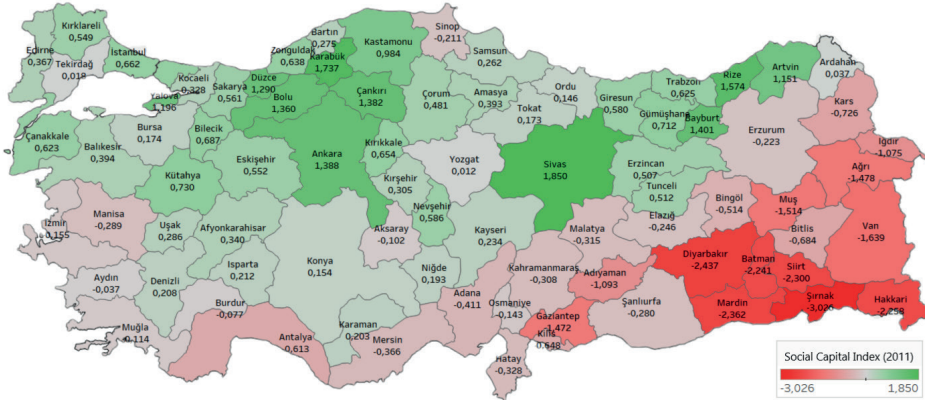 Kırklareli
0,549
Edirne
0,367
Tekirdağ
0,018
İstanbul
0,662
Kocaeli
0,328
Yalova
1,196
Sakarya
0,561
Düzce
1,290
Zonguldak
0,638
Bartın
0,275
Karabük
1,737
Kastamonu
0,984
Sinop
-0,211
Samsun
0,262
Bolu
1,360
Çankırı
1,382
Çorum
0,481
Amasya
0,393
Tokat
0,173
Ordu
0,146
Giresun
0,580
Trabzon
0,625
Rize
1,574
Artvin
1,151
Ardahan
0,037
Kars
-0,726
Iğdır
-1,075
Gümüşhane
0,712
Bayburt
1,401
Erzurum
-0,223
Ağrı
-1,478
Çanakkale
0,623
Balıkesir
0,394
Bursa
0,174
Bilecik
0,687
Kütahya
0,730
Eskişehir
0,552
Ankara
1,388
Kırıkkale
0,654
Kırşehir
0,305
Yozgat
0,012
Sivas
1,850
Erzincan
0,507
Tunceli
0,512
Elazığ
-0,246
Bingöl
-0,514
Muş
-1,514
Bitlis
-0,684
Van
-1,639
Manisa
-0,289
İzmir
0,155
Uşak
0,286
Afyonkarahisar
0,340
Nevşehir
0,586
Aksaray
-0,102
Kayseri
0,234
Malatya
-0,315
Diyarbakır
-2,437
Batman
-2,241
Siirt
-2,300
Aydın
-0,037
Denizli
0,208
Isparta
0,212
Burdur
-0,077
Konya
0,154
Niğde
0,193
Kahramanmaraş
-0,308
Adıyaman
-1,093
Mardin
-2,362
Şırnak
-3,026
Hakkari
-2,258
Muğla
-0,114
Antalya
-0,613
Karaman
0,203
Mersin
-0,366
Adana
-0,411
Osmaniye
-0,143
Gaziantep
-1,472
Kilis
0,648
Şanlıurfa
-0,280
Hatay
-0,328
Social Capital Index (2011)
-3,026 1,850